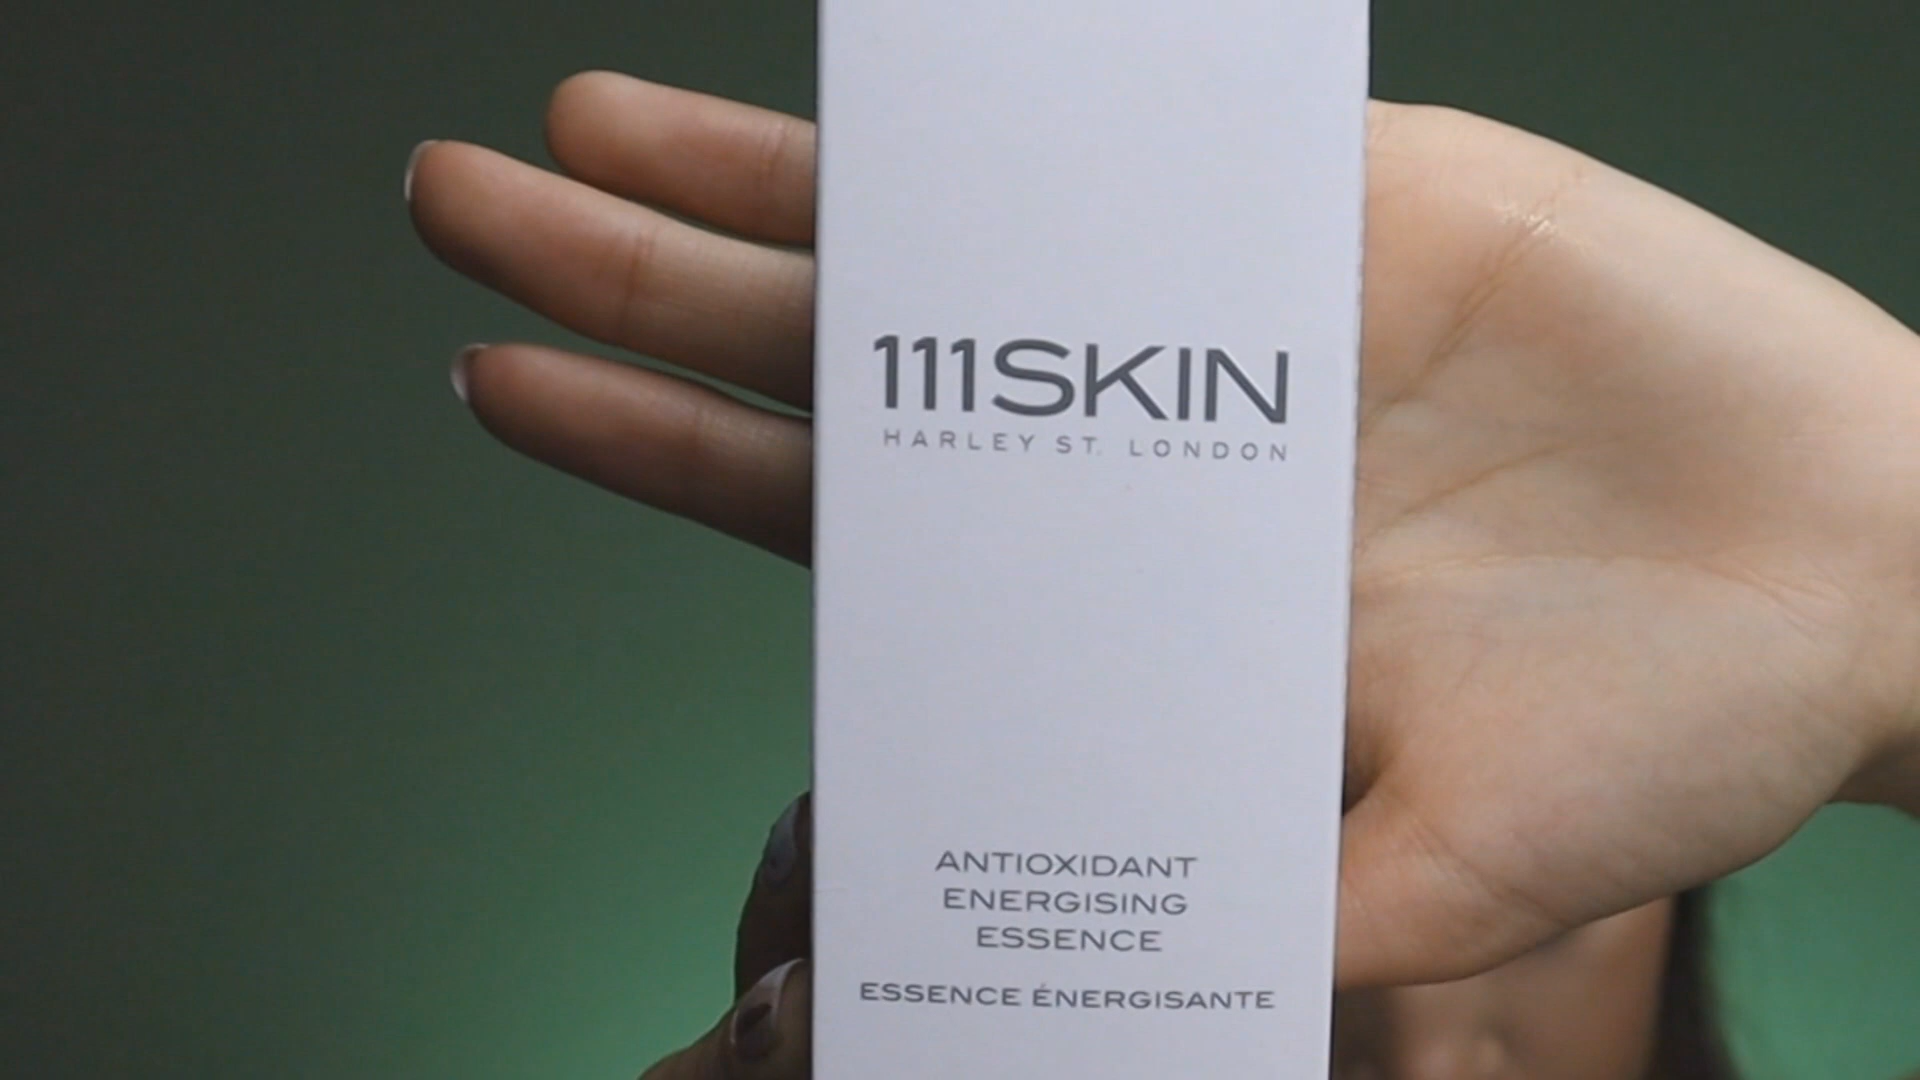 111SKIN
HARLEY ST. LONDON
ANTIOXIDANT
ENERGISING
ESSENCE
ESSENCE ÉNERGISANTE